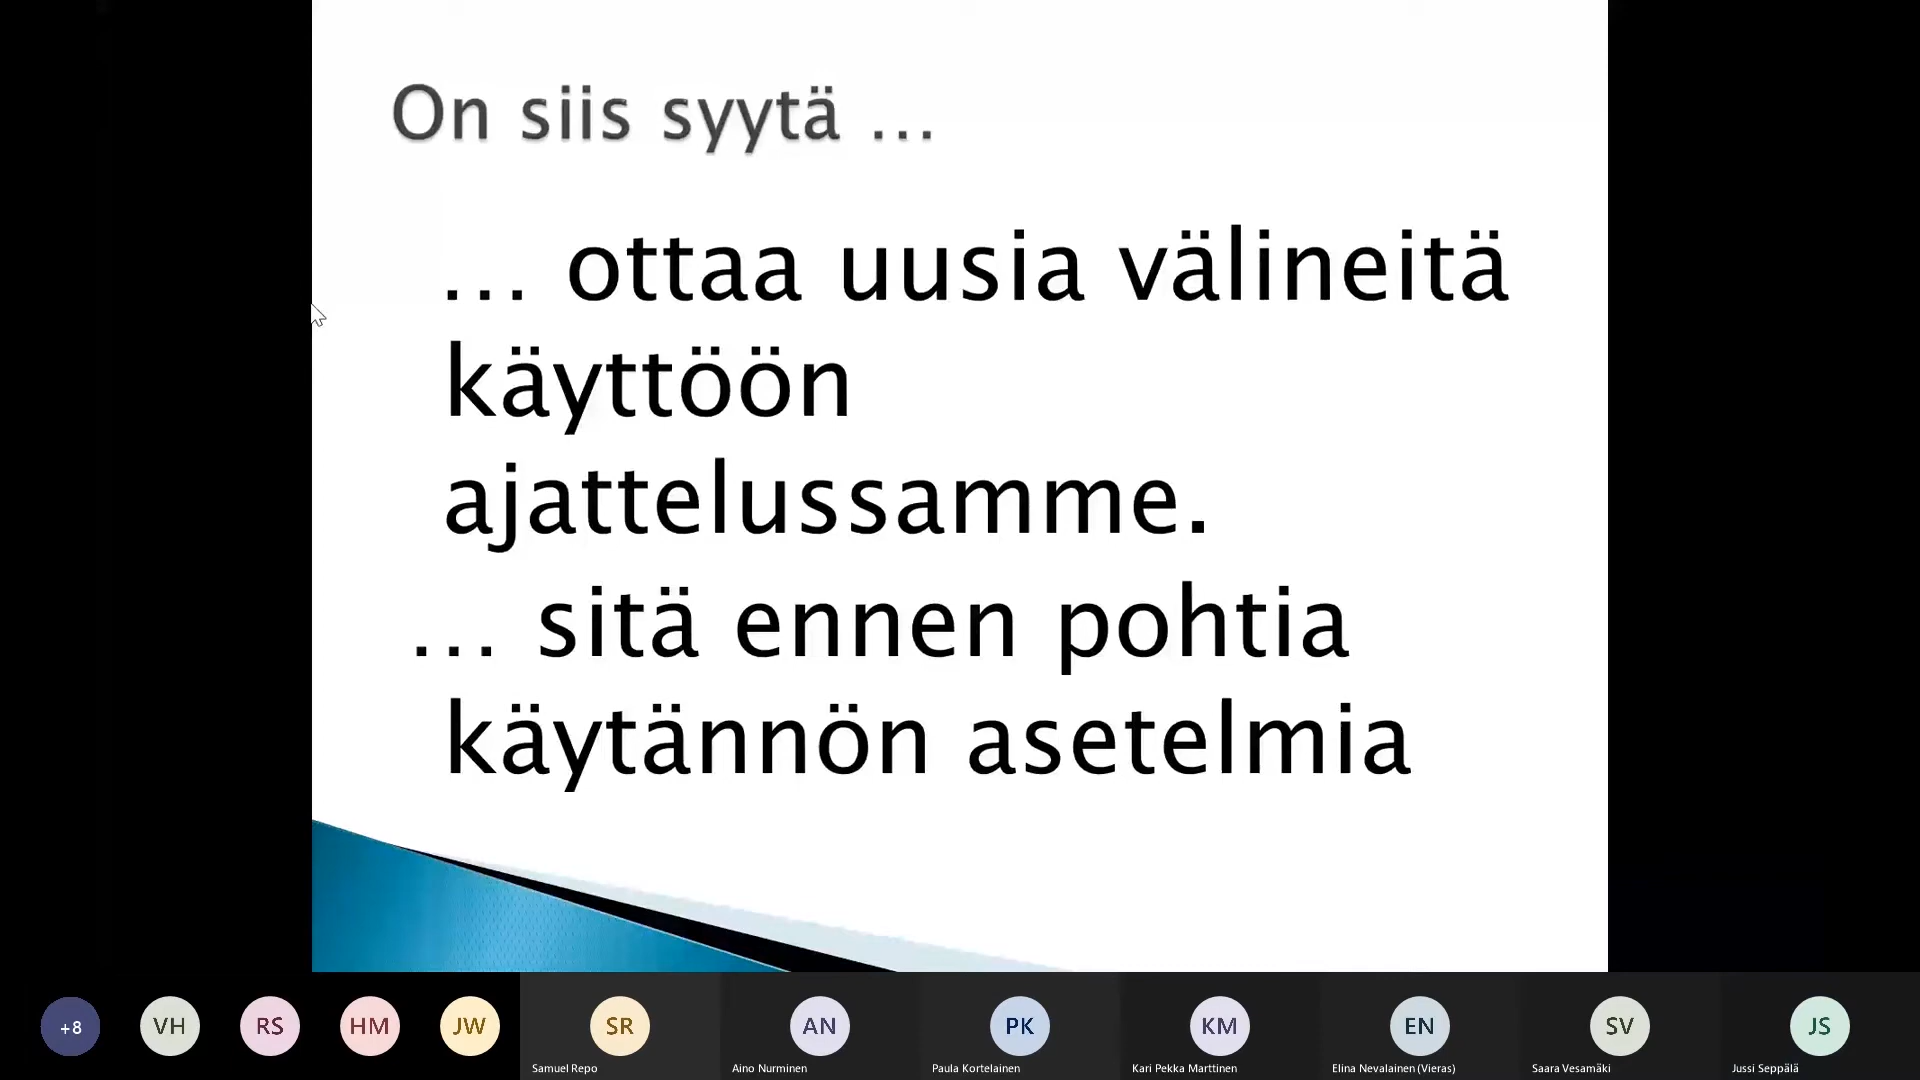 On siis syytä ...
... ottaa uusia välineitä
käyttöön
ajattelussamme.
... sitä ennen pohtia
käytännön asetelmia
+8
VH
RS
HM
JW
SR
AN
PK
KM
EN
SV
JS
Samuel Repo
Aino Nurminen
Paula Kortelainen
Kari Pekka Marttinen
Elina Nevalainen (Vieras)
Saara Vesamäki
Jussi Seppälä